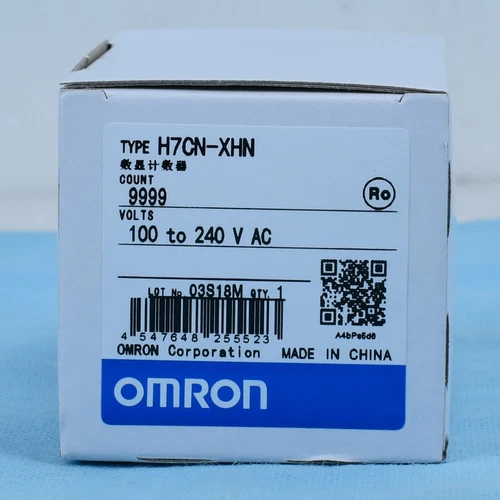 TYPE H7CN-XHN
数显计数器
COUNT
9999
Ro
VOLTS
100 to 240 V AC
LOT No. 03S18M QTY. 1
4 547648 255523
A4bPe5d6
OMRON Corporation MADE IN CHINA
OMRON